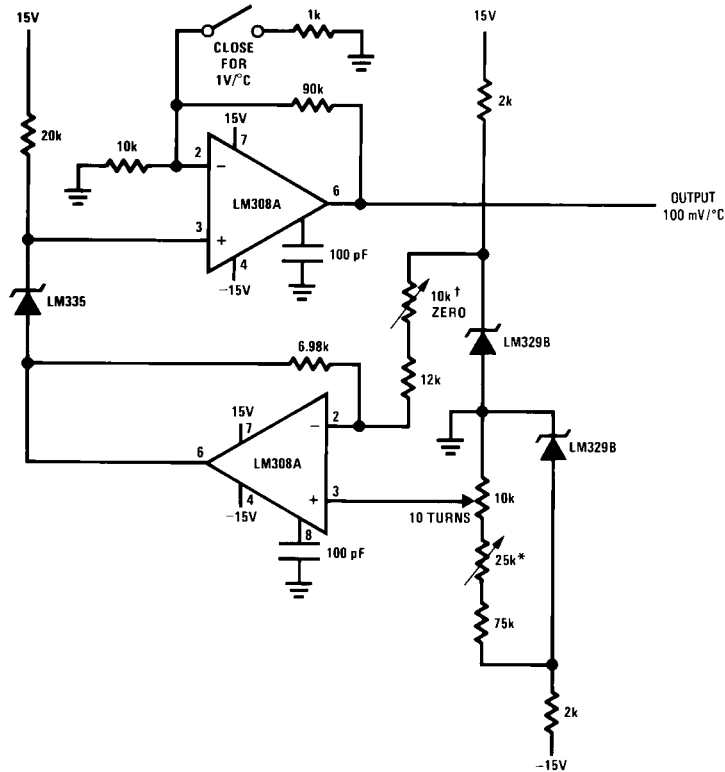 15V
15V
1k
CLOSE
FOR
1V/°C
90k
2k
20k
10k
15V
7
2
−
6
LM308A
OUTPUT
100 mV/°C
3
+
4
−15V
100 pF
10k†
ZERO
LM335
LM329B
6.98k
12k
15V
7
2
−
6
LM308A
LM329B
3
+
10k
4
−15V
10 TURNS
8
100 pF
25k*
75k
2k
−15V